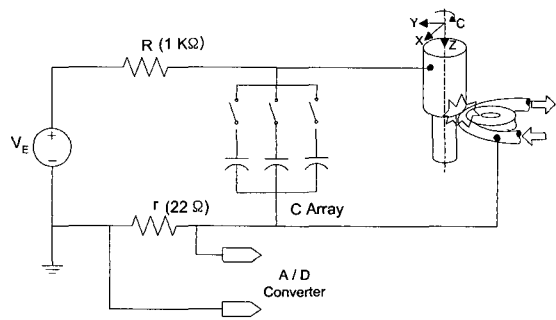 R (1 KΩ)
Y
C
X
Z
V_E
+
-
r (22 Ω)
C Array
A / D
Converter